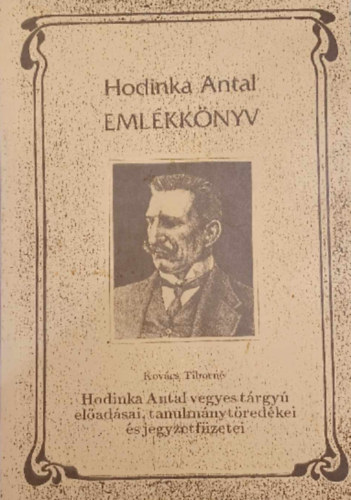 Hodinka Antal
EMLÉKKÖNYV
Kovács Tiborné
Hodinka Antal vegyes tárgyú
előadásai, tanulmánytöredékei
és jegyzetfüzetei